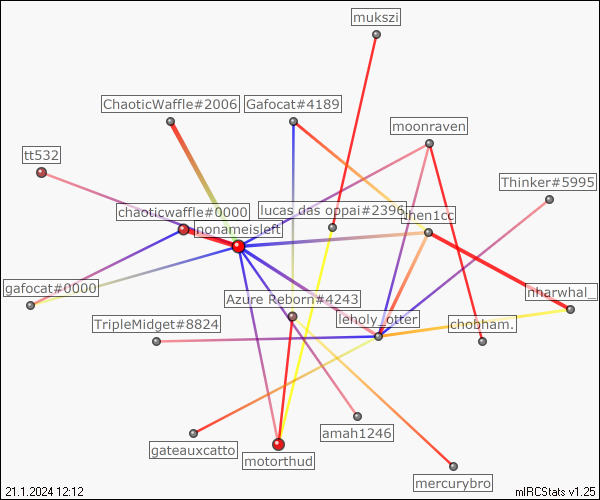 mukszi
ChaoticWaffle#2006
Gafocat#4189
moonraven
tt532
Thinker#5995
chaoticwaffle#0000
lucas das oppai#2396
then1cc
nonameisleft
gafocat#0000
Azure Reborn#4243
nharwhal_
TripleMidget#8824
leholy_otter
chobham.
amah1246
gateauxcatto
motorthud
mercurybro
21.1.2024 12:12
mIRCStats v1.25